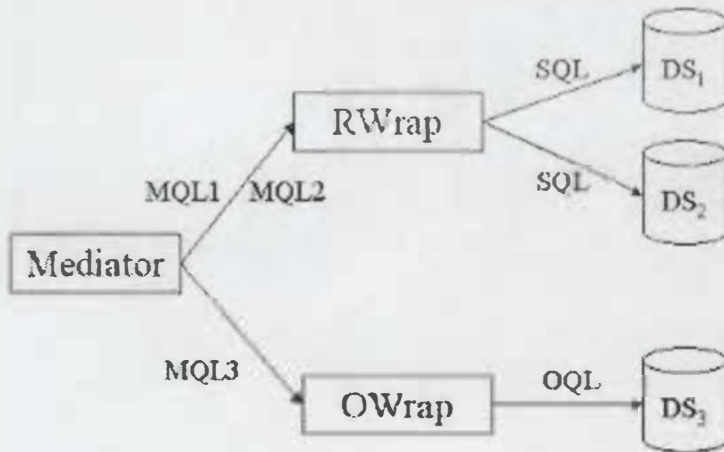 SQL
DS1
RWrap
MQL1
MQL2
SQL
DS2
Mediator
MQL3
OQL
OWrap
DS3